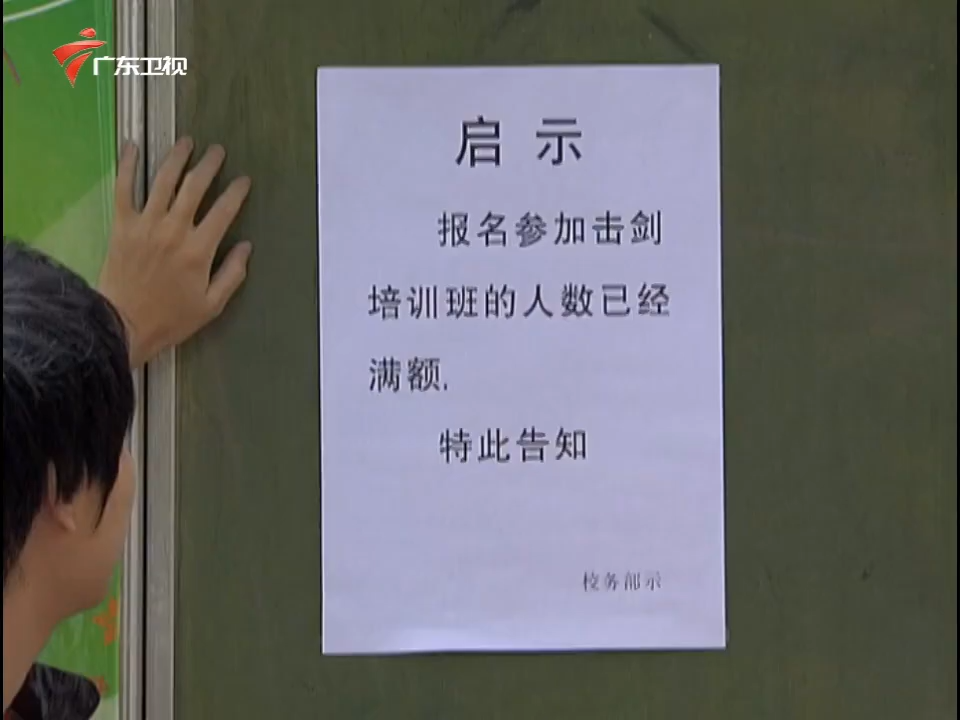 广东卫视
启示
报名参加击剑
培训班的人数已经
满额.
特此告知
校务部示